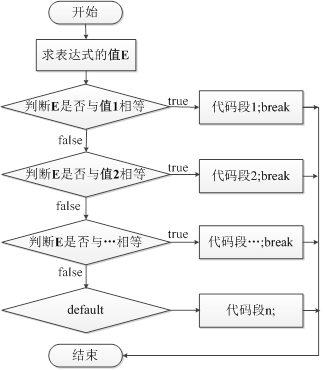 开始
求表达式的值E
判断E是否与值1相等
true
代码段1;break
false
判断E是否与值2相等
true
代码段2;break
false
判断E是否与…相等
true
代码段…;break
false
default
代码段n;
结束